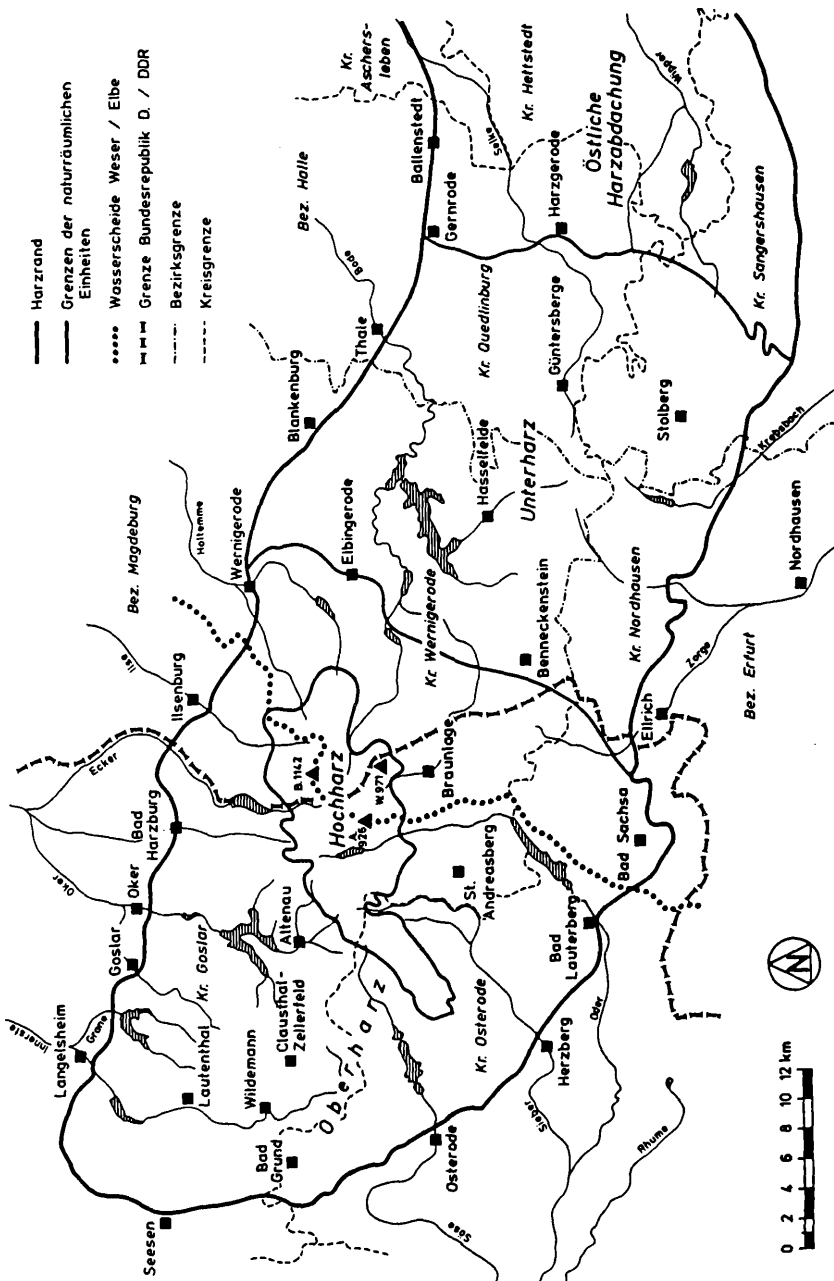 Harzrand
Grenzen der naturräumlichen
Einheiten
Wasserscheide Weser / Elbe
Grenze Bundesrepublik D. / DDR
Bezirksgrenze
Kreisgrenze
Seesen
Langelsheim
Innerste
Grane
Goslar
Oker
Oker
Bad
Harzburg
Ecker
Ilsenburg
Ilse
Bez. Magdeburg
Holtemme
Wernigerode
Blankenburg
Thale
Bode
Bez. Halle
Gernrode
Ballenstedt
Kr.
Aschers-
leben
Lautenthal
Wildemann
Kr. Goslar
Clausthal-
Zellerfeld
Altenau
Bad
Grund
Oberharz
Hochharz
B. 1142
A.
926
W. 971
Elbingerode
Kr. Wernigerode
Braunlage
St.
Andreasberg
Hasselfelde
Unterharz
Benneckenstein
Kr. Quedlinburg
Güntersberge
Harzgerode
Selke
Kr. Hettstedt
Östliche
Harzabdachung
Wipper
Osterode
Söse
Kr. Osterode
Herzberg
Sieber
Bad
Lauterberg
Oder
Rhume
Bad Sachsa
Ellrich
Zorge
Kr. Nordhausen
Bez. Erfurt
Nordhausen
Stolberg
Krebsbach
Kr. Sangershausen
N
0 2 4 6 8 10 12 km